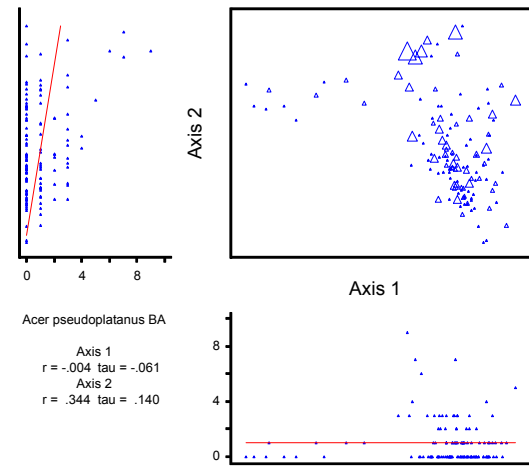 Axis 2
0
4
8
Axis 1
Acer pseudoplatanus BA
Axis 1
r = -.004 tau = -.061
Axis 2
r = .344 tau = .140
8
4
0